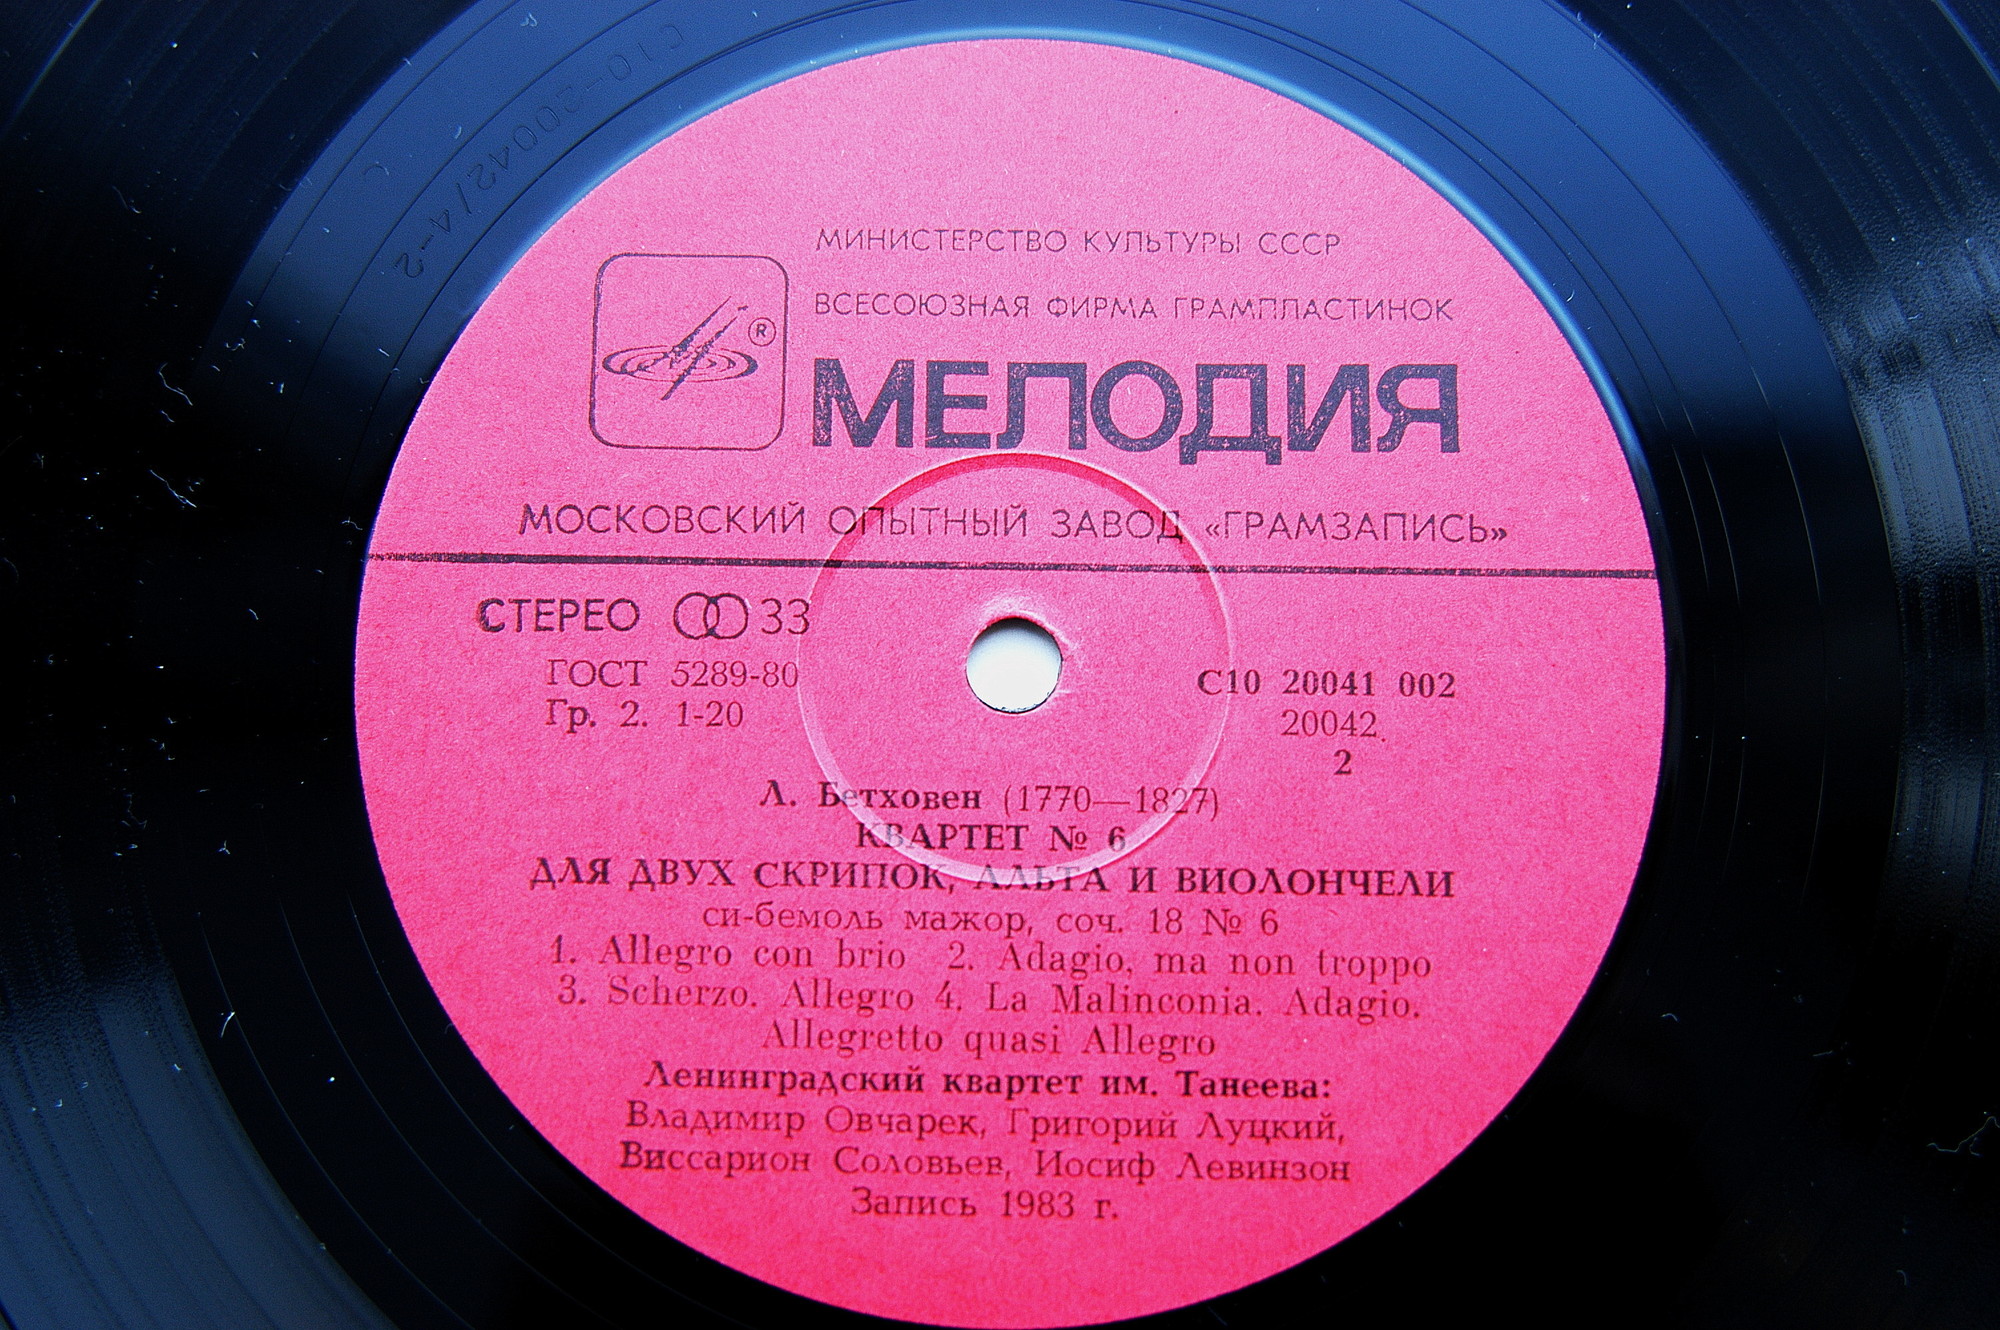 С10-20042/4-2
МИНИСТЕРСТВО КУЛЬТУРЫ СССР
ВСЕСОЮЗНАЯ ФИРМА ГРАМПЛАСТИНОК
®
МЕЛОДИЯ
МОСКОВСКИЙ ОПЫТНЫЙ ЗАВОД «ГРАМЗАПИСЬ»
СТЕРЕО 33
ГОСТ 5289-80
Гр. 2. 1-20
С10 20041 002
20042
2
Л. Бетховен (1770—1827)
КВАРТЕТ № 6
ДЛЯ ДВУХ СКРИПОК, АЛЬТА И ВИОЛОНЧЕЛИ
си-бемоль мажор, соч. 18 № 6
1. Allegro con brio 2. Adagio, ma non troppo
3. Scherzo. Allegro 4. La Malinconia. Adagio.
Allegretto quasi Allegro
Ленинградский квартет им. Танеева:
Владимир Овчарек, Григорий Луцкий,
Виссарион Соловьев, Иосиф Левинзон
Запись 1983 г.